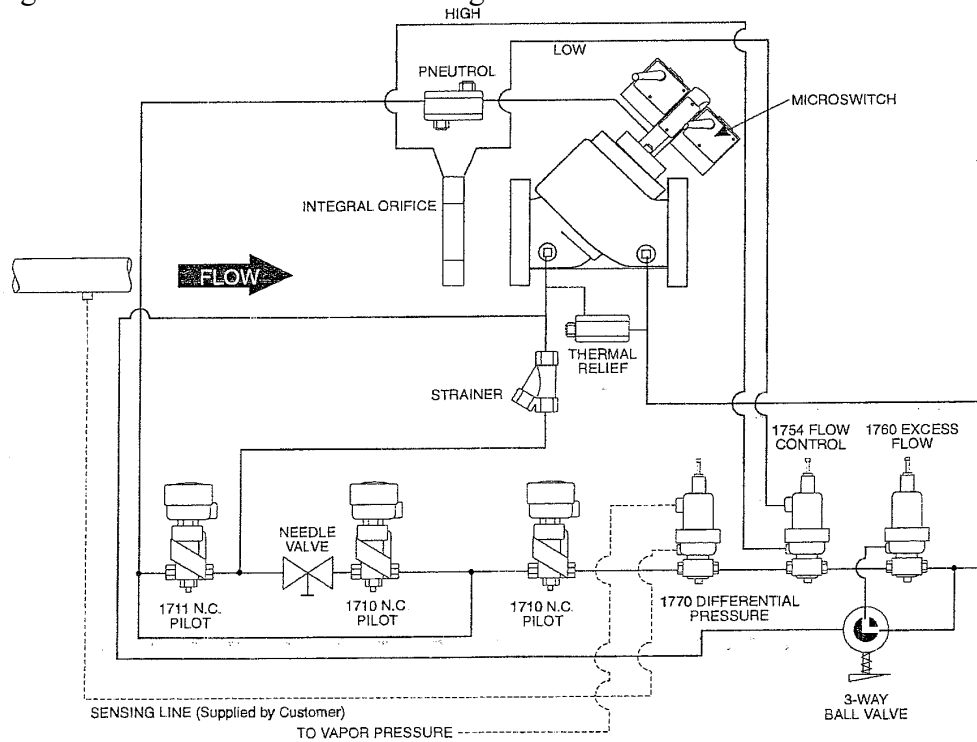 HIGH
LOW
PNEUTROL
MICROSWITCH
INTEGRAL ORIFICE
FLOW
THERMAL
RELIEF
STRAINER
1754 FLOW
CONTROL
1760 EXCESS
FLOW
NEEDLE
VALVE
1711 N.C.
PILOT
1710 N.C.
PILOT
1710 N.C.
PILOT
1770 DIFFERENTIAL
PRESSURE
3-WAY
BALL VALVE
SENSING LINE (Supplied by Customer)
TO VAPOR PRESSURE